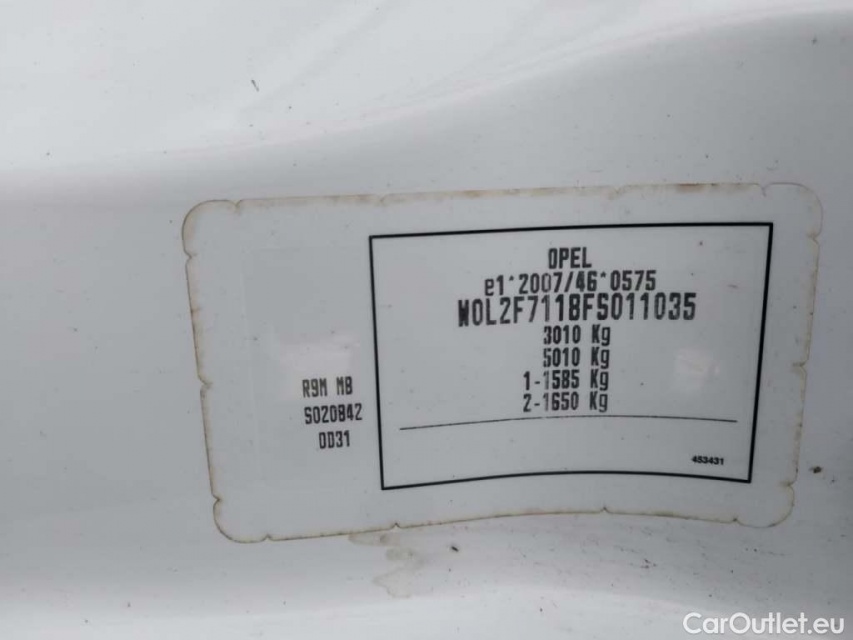 OPEL
e1*2007/46*0575
W0L2F711BFS011035
3010 Kg
5010 Kg
1-1585 Kg
2-1650 Kg
R9M MB
S020842
0D31
453431
CarOutlet.eu